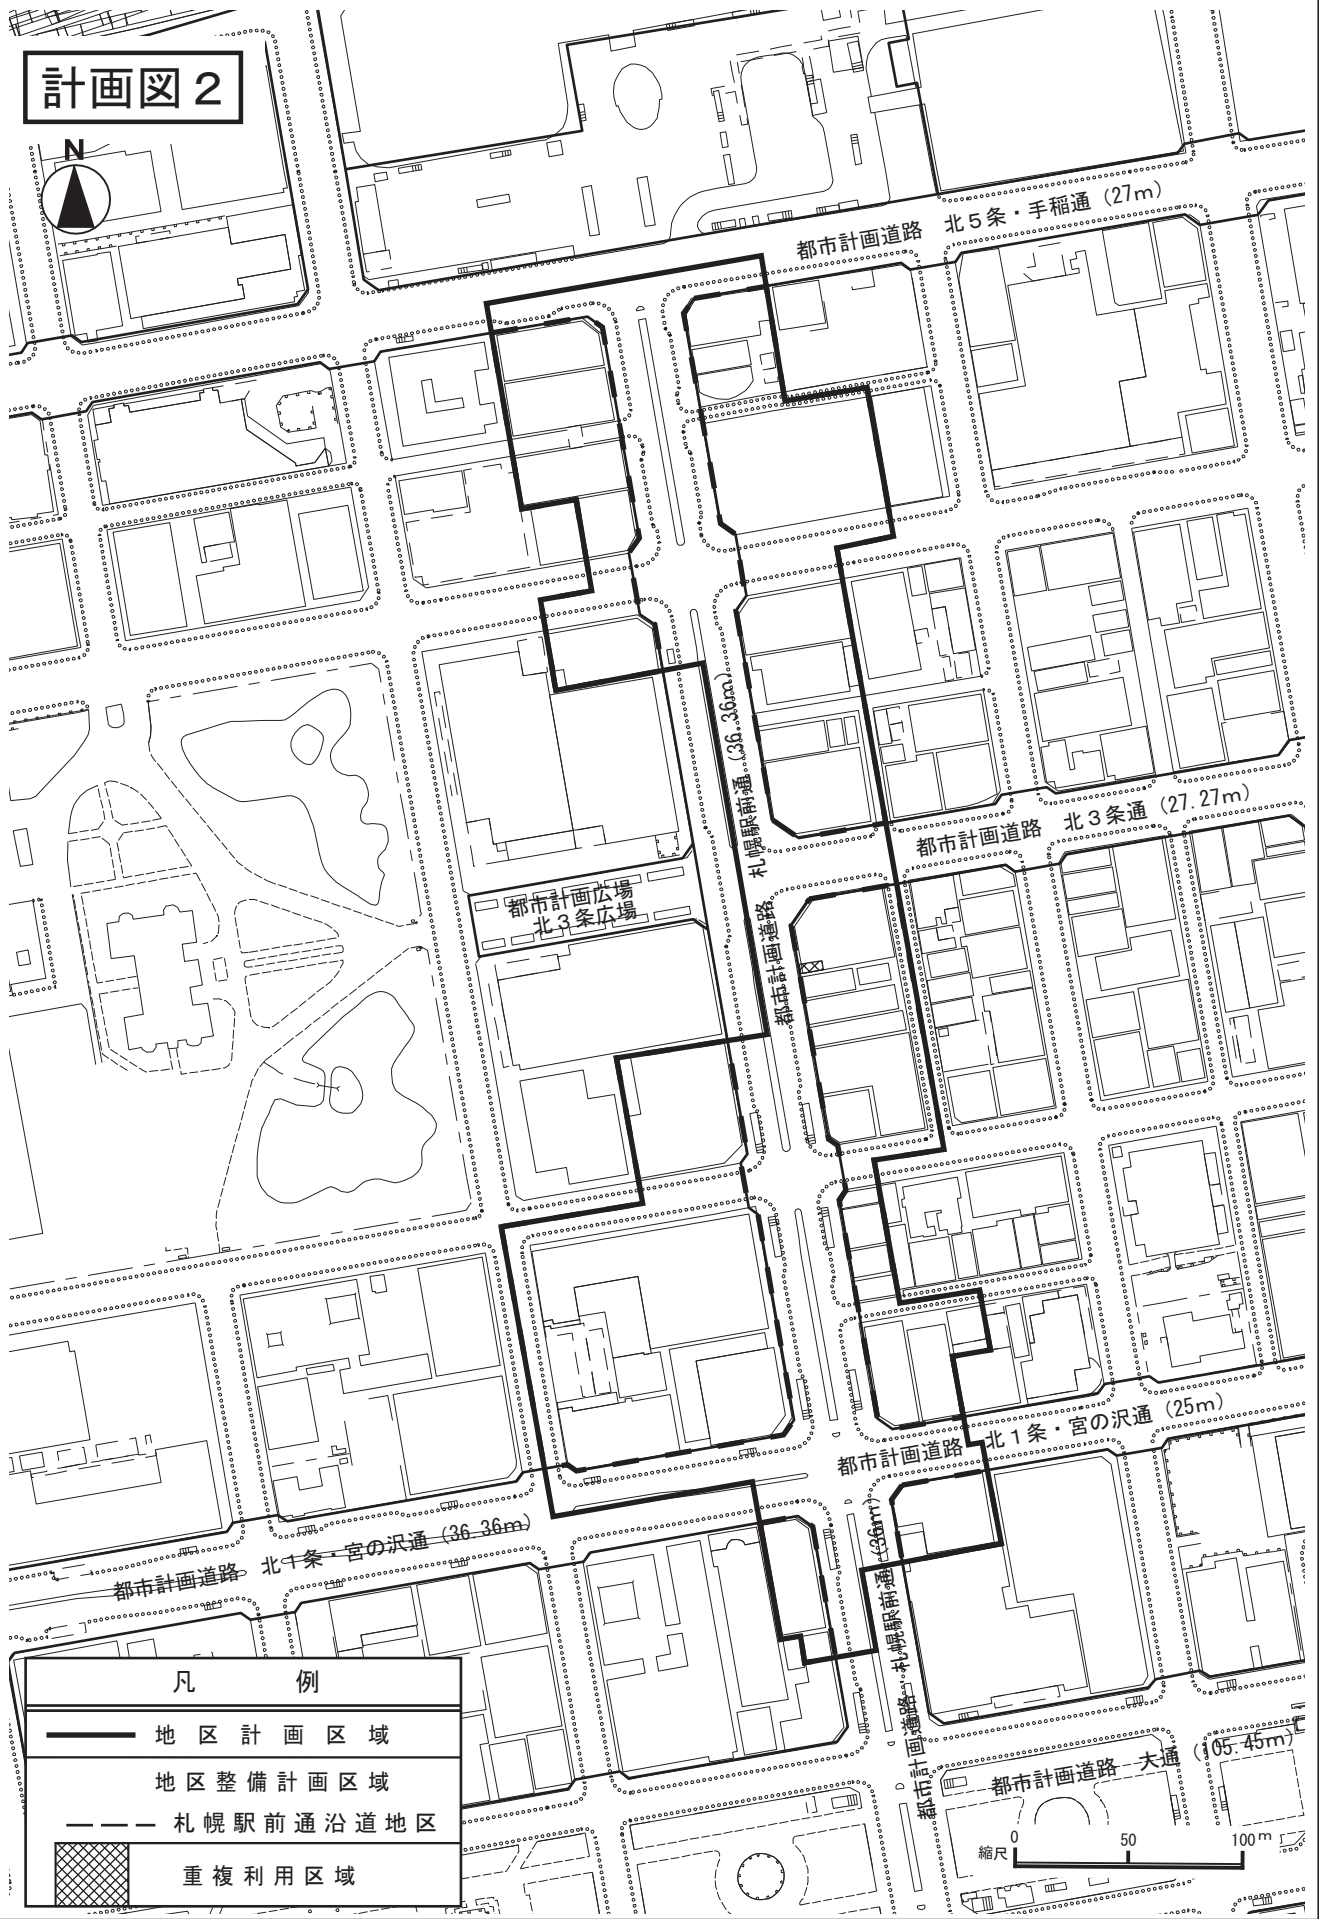 計画図２
N
都市計画道路　北５条・手稲通（27m）
都市計画道路　札幌駅前通（36.36m）
都市計画道路　北３条通（27.27m）
都市計画広場
北３条広場
都市計画道路　北１条・宮の沢通（25m）
都市計画道路　北１条・宮の沢通（36.36m）
都市計画道路　札幌駅前通（36m）
都市計画道路　大通（105.45m）
凡　例
地区計画区域
地区整備計画区域
札幌駅前通沿道地区
重複利用区域
縮尺 0 50 100m